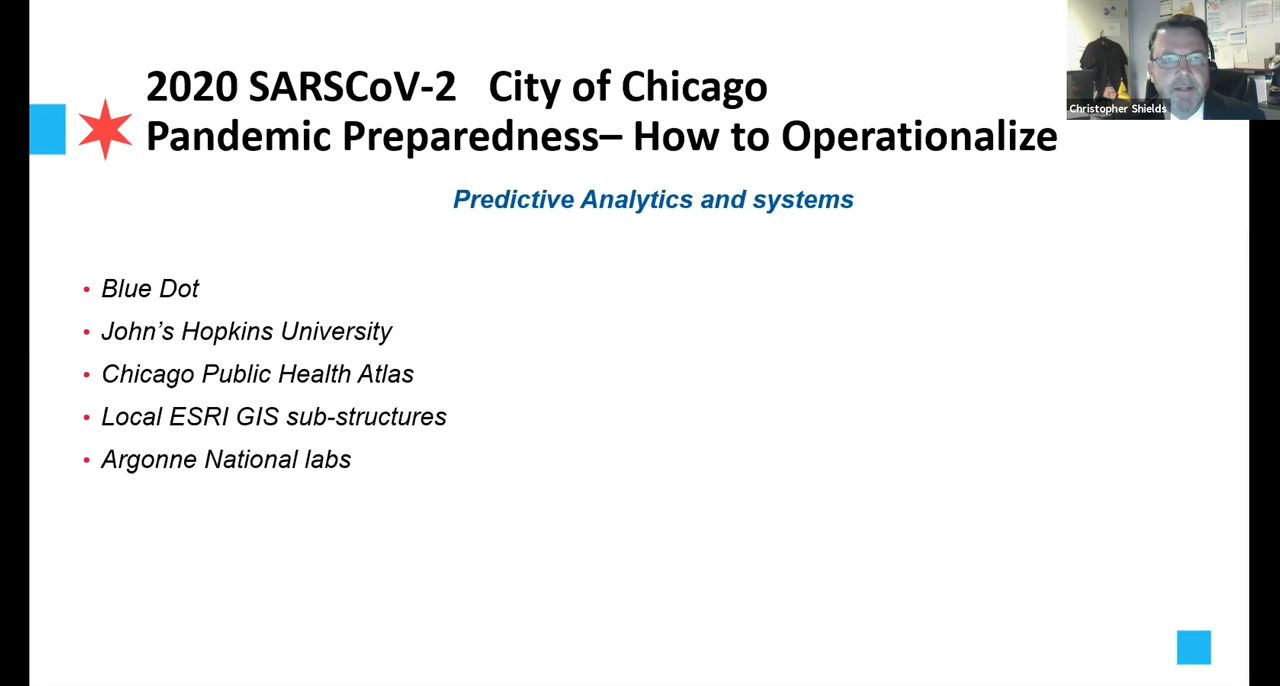 2020 SARSCoV-2 City of Chicago
Pandemic Preparedness– How to Operationalize
Christopher Shields
Predictive Analytics and systems
• Blue Dot
• John’s Hopkins University
• Chicago Public Health Atlas
• Local ESRI GIS sub-structures
• Argonne National labs